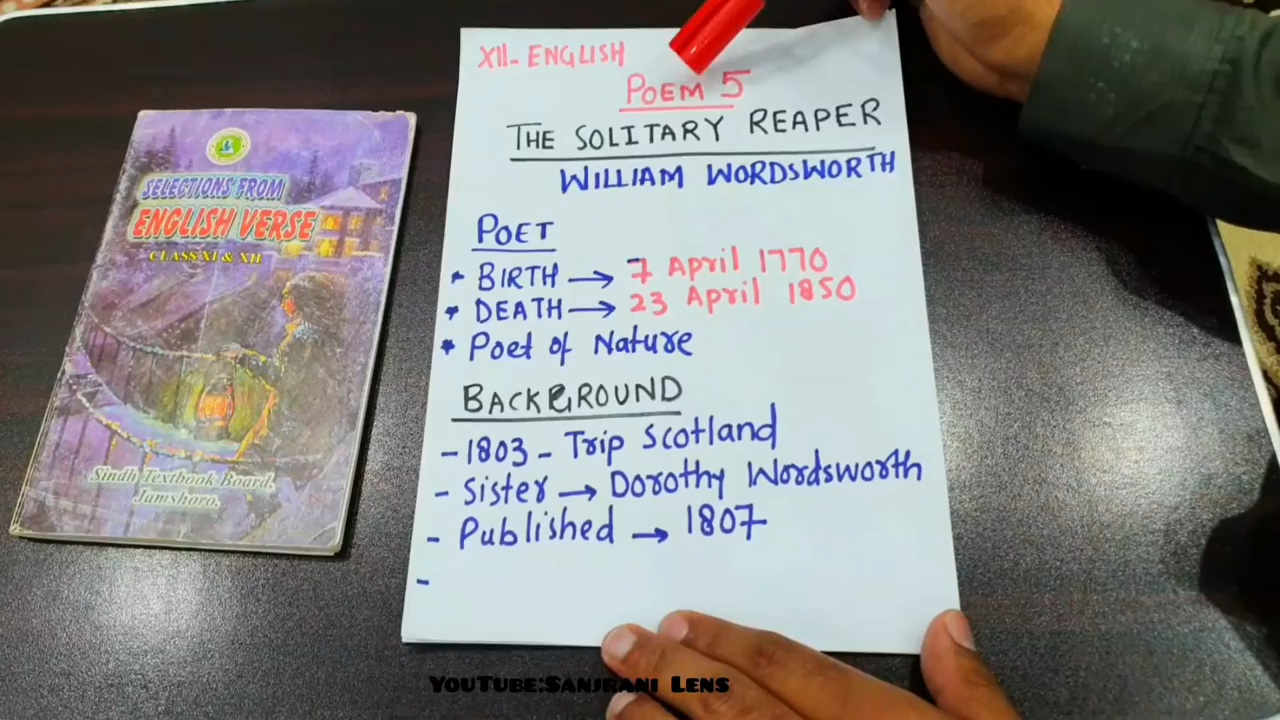 XII- ENGLISH
POEM 5
THE SOLITARY REAPER
WILLIAM WORDSWORTH
POET
* BIRTH → 7 April 1770
* DEATH → 23 April 1850
* Poet of Nature
BACKGROUND
- 1803 - Trip Scotland
- Sister → Dorothy Wordsworth
- Published → 1807
-
SELECTIONS FROM
ENGLISH VERSE
CLASS XI & XII
Sindh Textbook Board,
Jamshoro.
YouTube:Sanjrani Lens